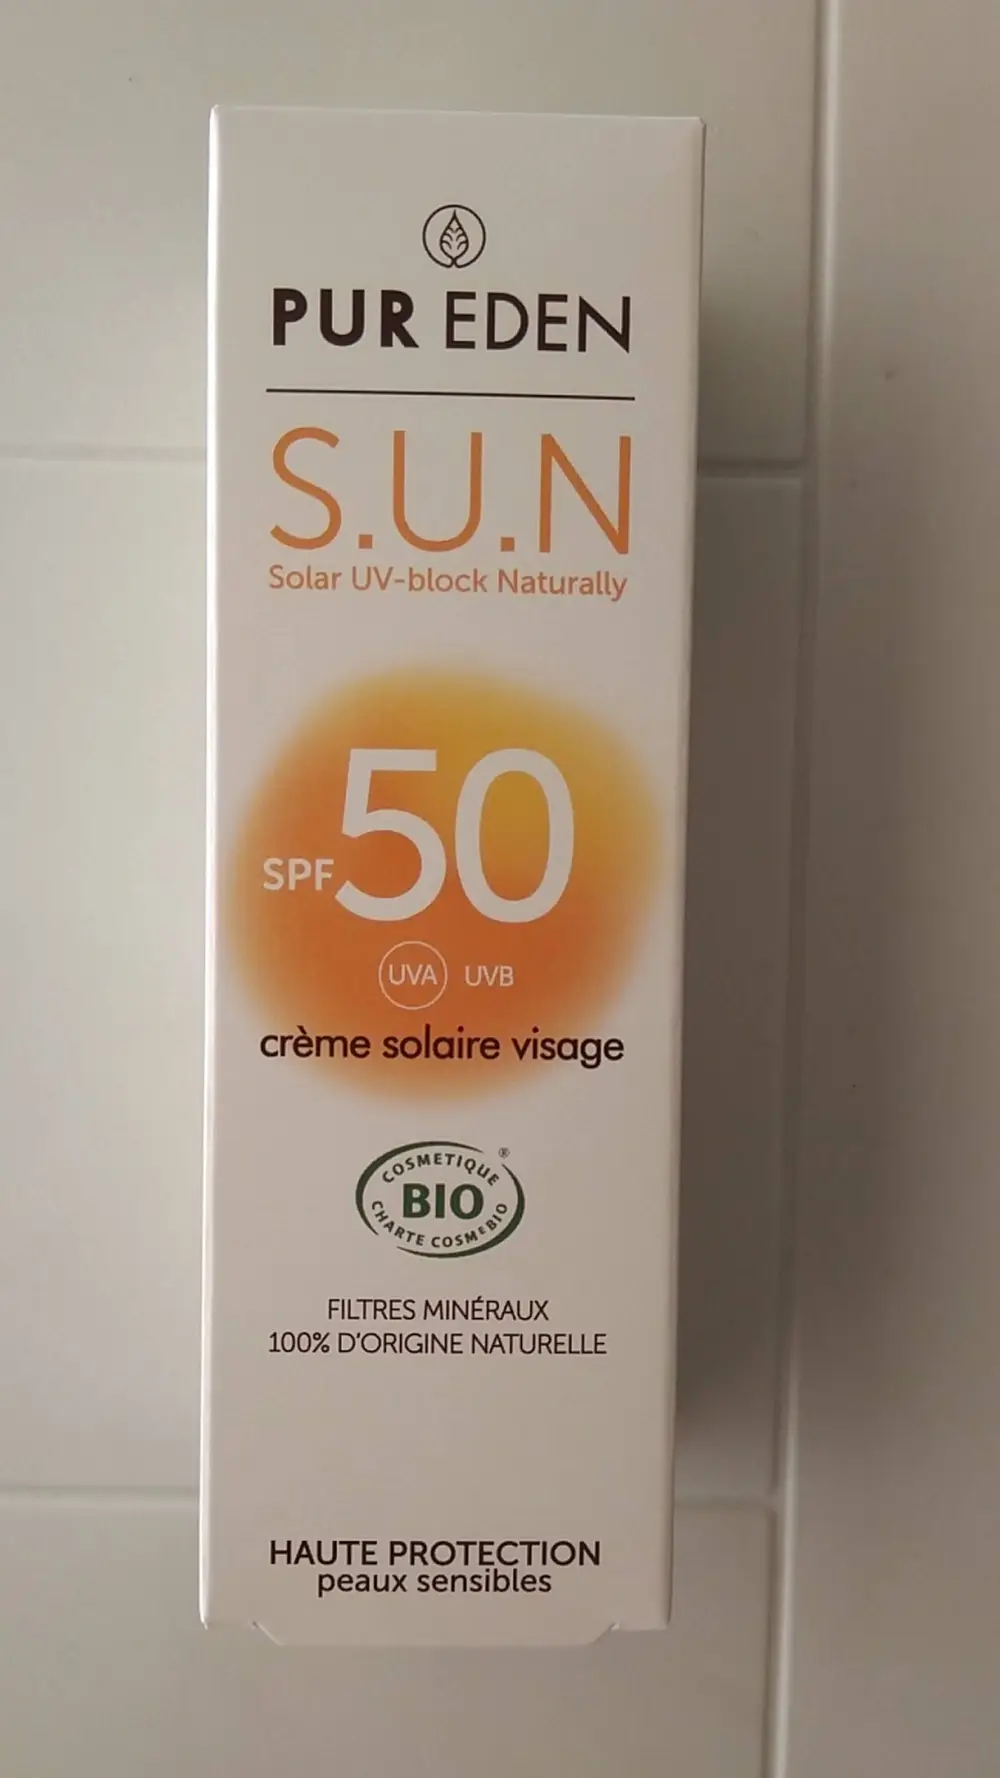 PUR EDEN
S.U.N
Solar UV-block Naturally
SPF 50
UVA UVB
crème solaire visage
COSMETIQUE ®
BIO
CHARTE COSMEBIO
FILTRES MINÉRAUX
100% D'ORIGINE NATURELLE
HAUTE PROTECTION
peaux sensibles